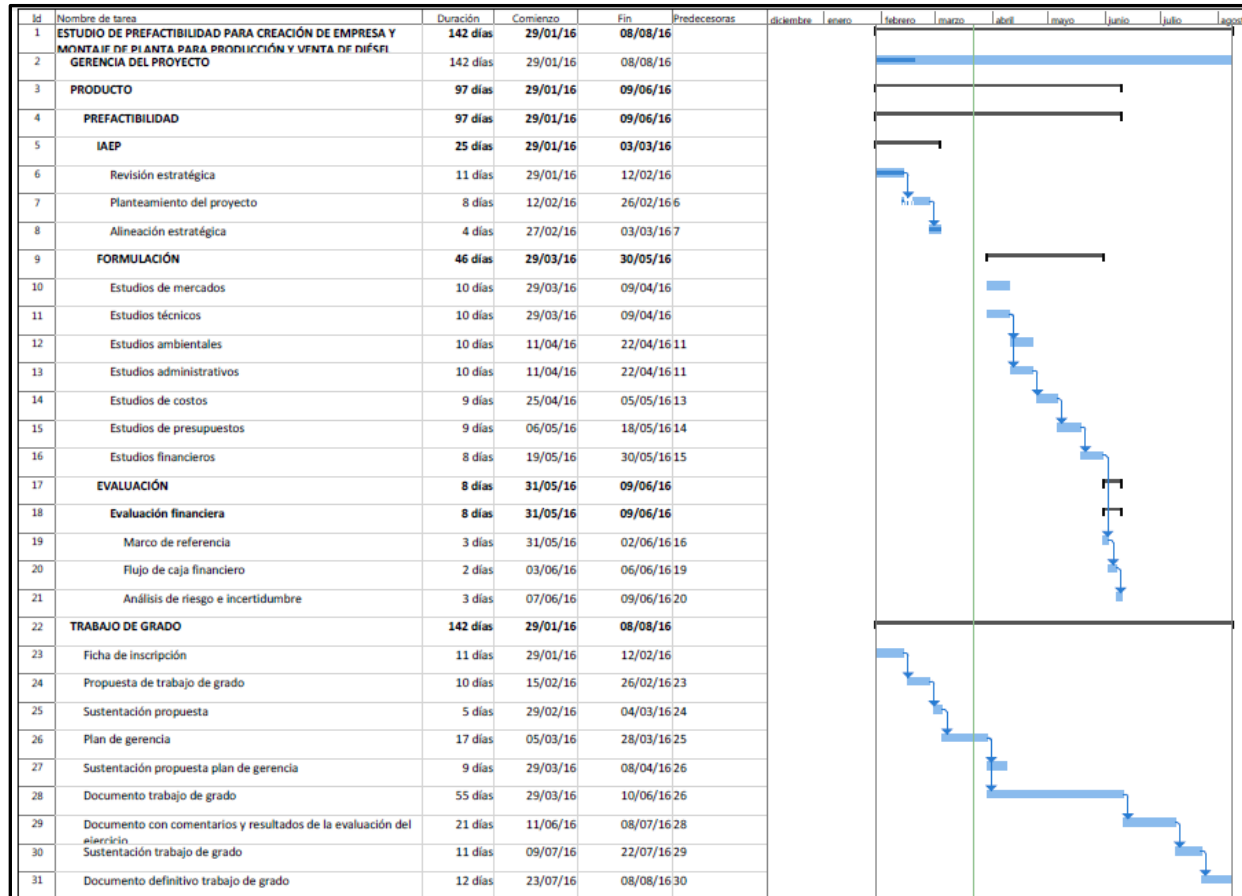 Id Nombre de tarea Duración Comienzo Fin Predecesoras diciembre enero febrero marzo abril mayo junio julio agost
1 ESTUDIO DE PREFACTIBILIDAD PARA CREACIÓN DE EMPRESA Y 142 días 29/01/16 08/08/16
MONTAJE DE PLANTA PARA PRODUCCIÓN Y VENTA DE DIÉSEL
2 GERENCIA DEL PROYECTO 142 días 29/01/16 08/08/16
3 PRODUCTO 97 días 29/01/16 09/06/16
4 PREFACTIBILIDAD 97 días 29/01/16 09/06/16
5 IAEP 25 días 29/01/16 03/03/16
6 Revisión estratégica 11 días 29/01/16 12/02/16
7 Planteamiento del proyecto 8 días 12/02/16 26/02/16 6
8 Alineación estratégica 4 días 27/02/16 03/03/16 7
9 FORMULACIÓN 46 días 29/03/16 30/05/16
10 Estudios de mercados 10 días 29/03/16 09/04/16
11 Estudios técnicos 10 días 29/03/16 09/04/16
12 Estudios ambientales 10 días 11/04/16 22/04/16 11
13 Estudios administrativos 10 días 11/04/16 22/04/16 11
14 Estudios de costos 9 días 25/04/16 05/05/16 13
15 Estudios de presupuestos 9 días 06/05/16 18/05/16 14
16 Estudios financieros 8 días 19/05/16 30/05/16 15
17 EVALUACIÓN 8 días 31/05/16 09/06/16
18 Evaluación financiera 8 días 31/05/16 09/06/16
19 Marco de referencia 3 días 31/05/16 02/06/16 16
20 Flujo de caja financiero 2 días 03/06/16 06/06/16 19
21 Análisis de riesgo e incertidumbre 3 días 07/06/16 09/06/16 20
22 TRABAJO DE GRADO 142 días 29/01/16 08/08/16
23 Ficha de inscripción 11 días 29/01/16 12/02/16
24 Propuesta de trabajo de grado 10 días 15/02/16 26/02/16 23
25 Sustentación propuesta 5 días 29/02/16 04/03/16 24
26 Plan de gerencia 17 días 05/03/16 28/03/16 25
27 Sustentación propuesta plan de gerencia 9 días 29/03/16 08/04/16 26
28 Documento trabajo de grado 55 días 29/03/16 10/06/16 26
29 Documento con comentarios y resultados de la evaluación del 21 días 11/06/16 08/07/16 28
ejercicio
30 Sustentación trabajo de grado 11 días 09/07/16 22/07/16 29
31 Documento definitivo trabajo de grado 12 días 23/07/16 08/08/16 30